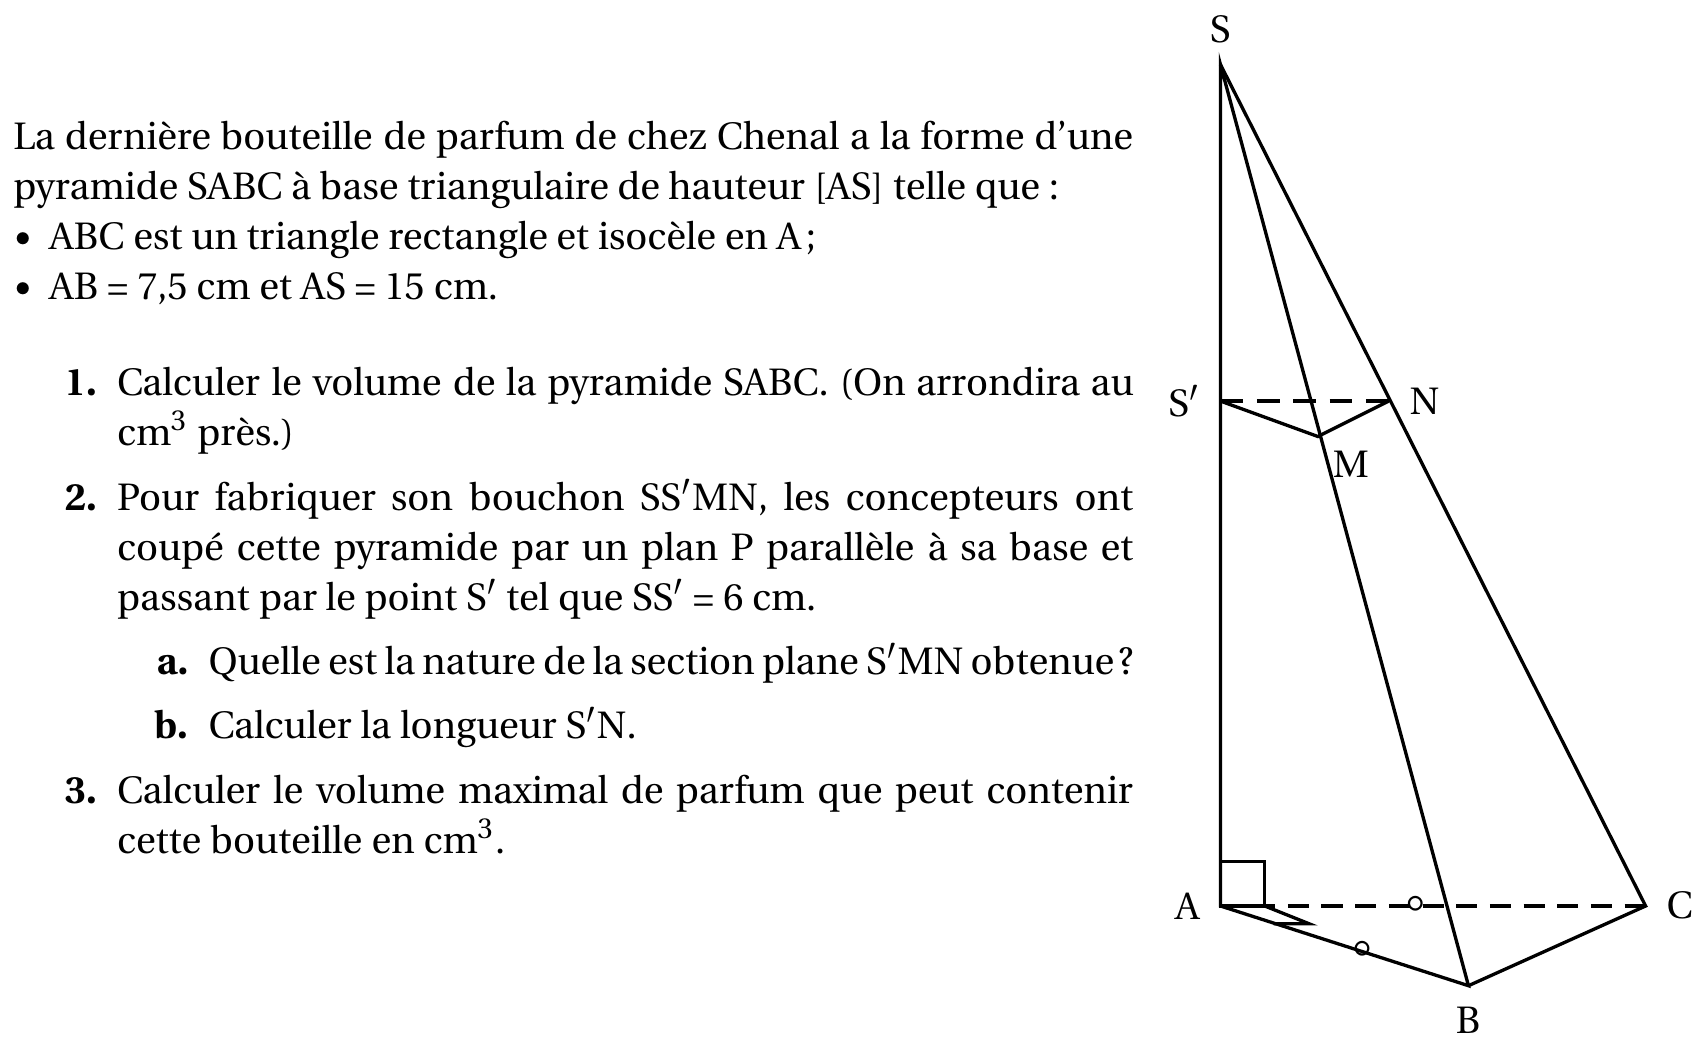 La dernière bouteille de parfum de chez Chenal a la forme d'une
pyramide SABC à base triangulaire de hauteur [AS] telle que :
• ABC est un triangle rectangle et isocèle en A ;
• AB = 7,5 cm et AS = 15 cm.
1. Calculer le volume de la pyramide SABC. (On arrondira au
cm³ près.)
2. Pour fabriquer son bouchon SS′MN, les concepteurs ont
coupé cette pyramide par un plan P parallèle à sa base et
passant par le point S′ tel que SS′ = 6 cm.
a. Quelle est la nature de la section plane S′MN obtenue ?
b. Calculer la longueur S′N.
3. Calculer le volume maximal de parfum que peut contenir
cette bouteille en cm³.
S
S′
N
M
A
C
B